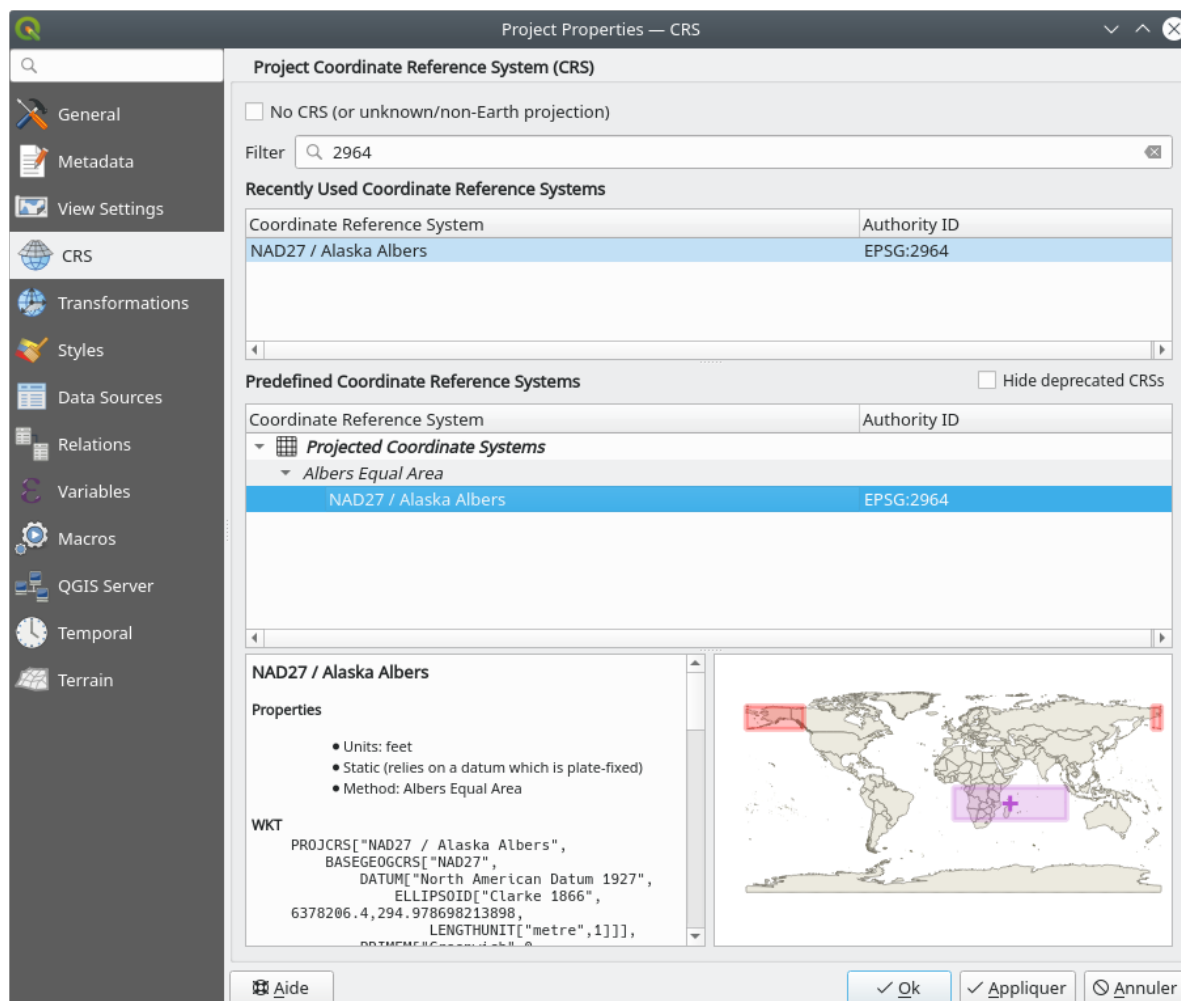 Project Properties — CRS
Project Coordinate Reference System (CRS)
General
Metadata
View Settings
CRS
Transformations
Styles
Data Sources
Relations
Variables
Macros
QGIS Server
Temporal
Terrain
No CRS (or unknown/non-Earth projection)
Filter 2964
Recently Used Coordinate Reference Systems
Coordinate Reference System Authority ID
NAD27 / Alaska Albers EPSG:2964
Predefined Coordinate Reference Systems Hide deprecated CRSs
Coordinate Reference System Authority ID
Projected Coordinate Systems
Albers Equal Area
NAD27 / Alaska Albers EPSG:2964
NAD27 / Alaska Albers
Properties
● Units: feet
● Static (relies on a datum which is plate-fixed)
● Method: Albers Equal Area
WKT
PROJCRS["NAD27 / Alaska Albers",
BASEGEOGCRS["NAD27",
DATUM["North American Datum 1927",
ELLIPSOID["Clarke 1866",
6378206.4,294.978698213898,
LENGTHUNIT["metre",1]]],
Aide
Ok
Appliquer
Annuler